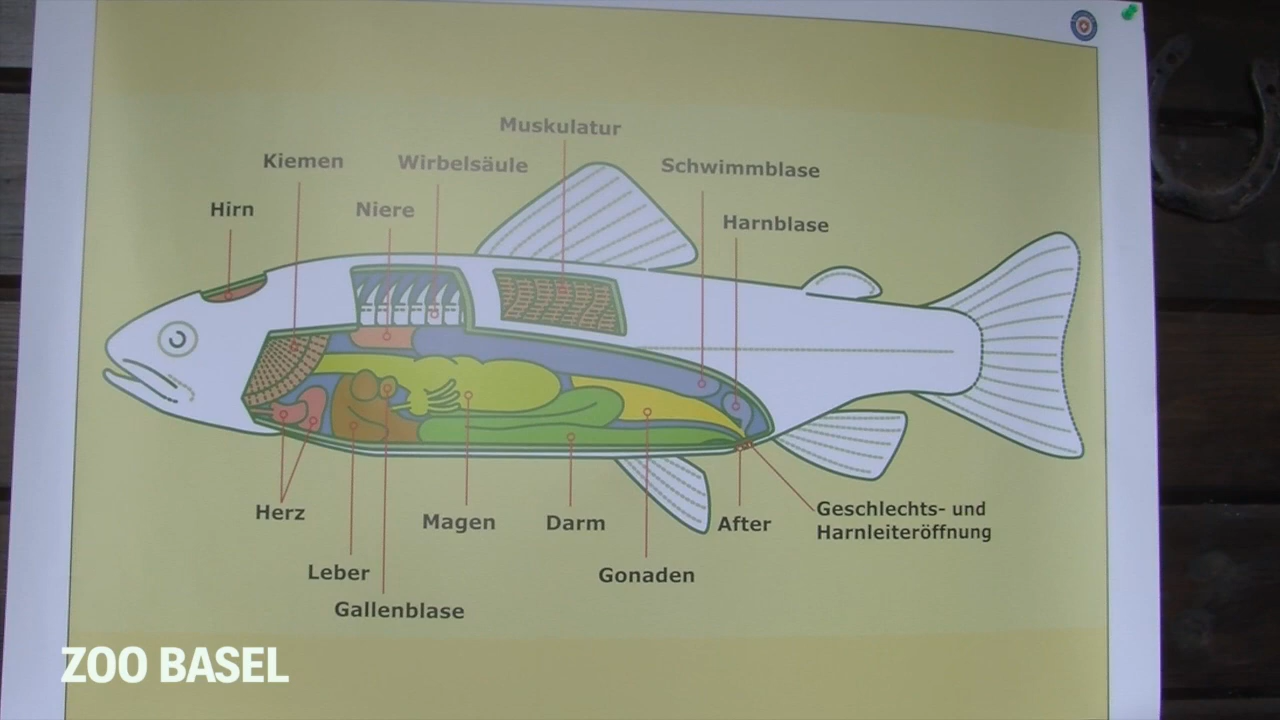 Muskulatur
Kiemen
Wirbelsäule
Schwimmblase
Hirn
Niere
Harnblase
Herz
Magen
Darm
After
Geschlechts- und
Harnleiteröffnung
Leber
Gonaden
Gallenblase
ZOO BASEL